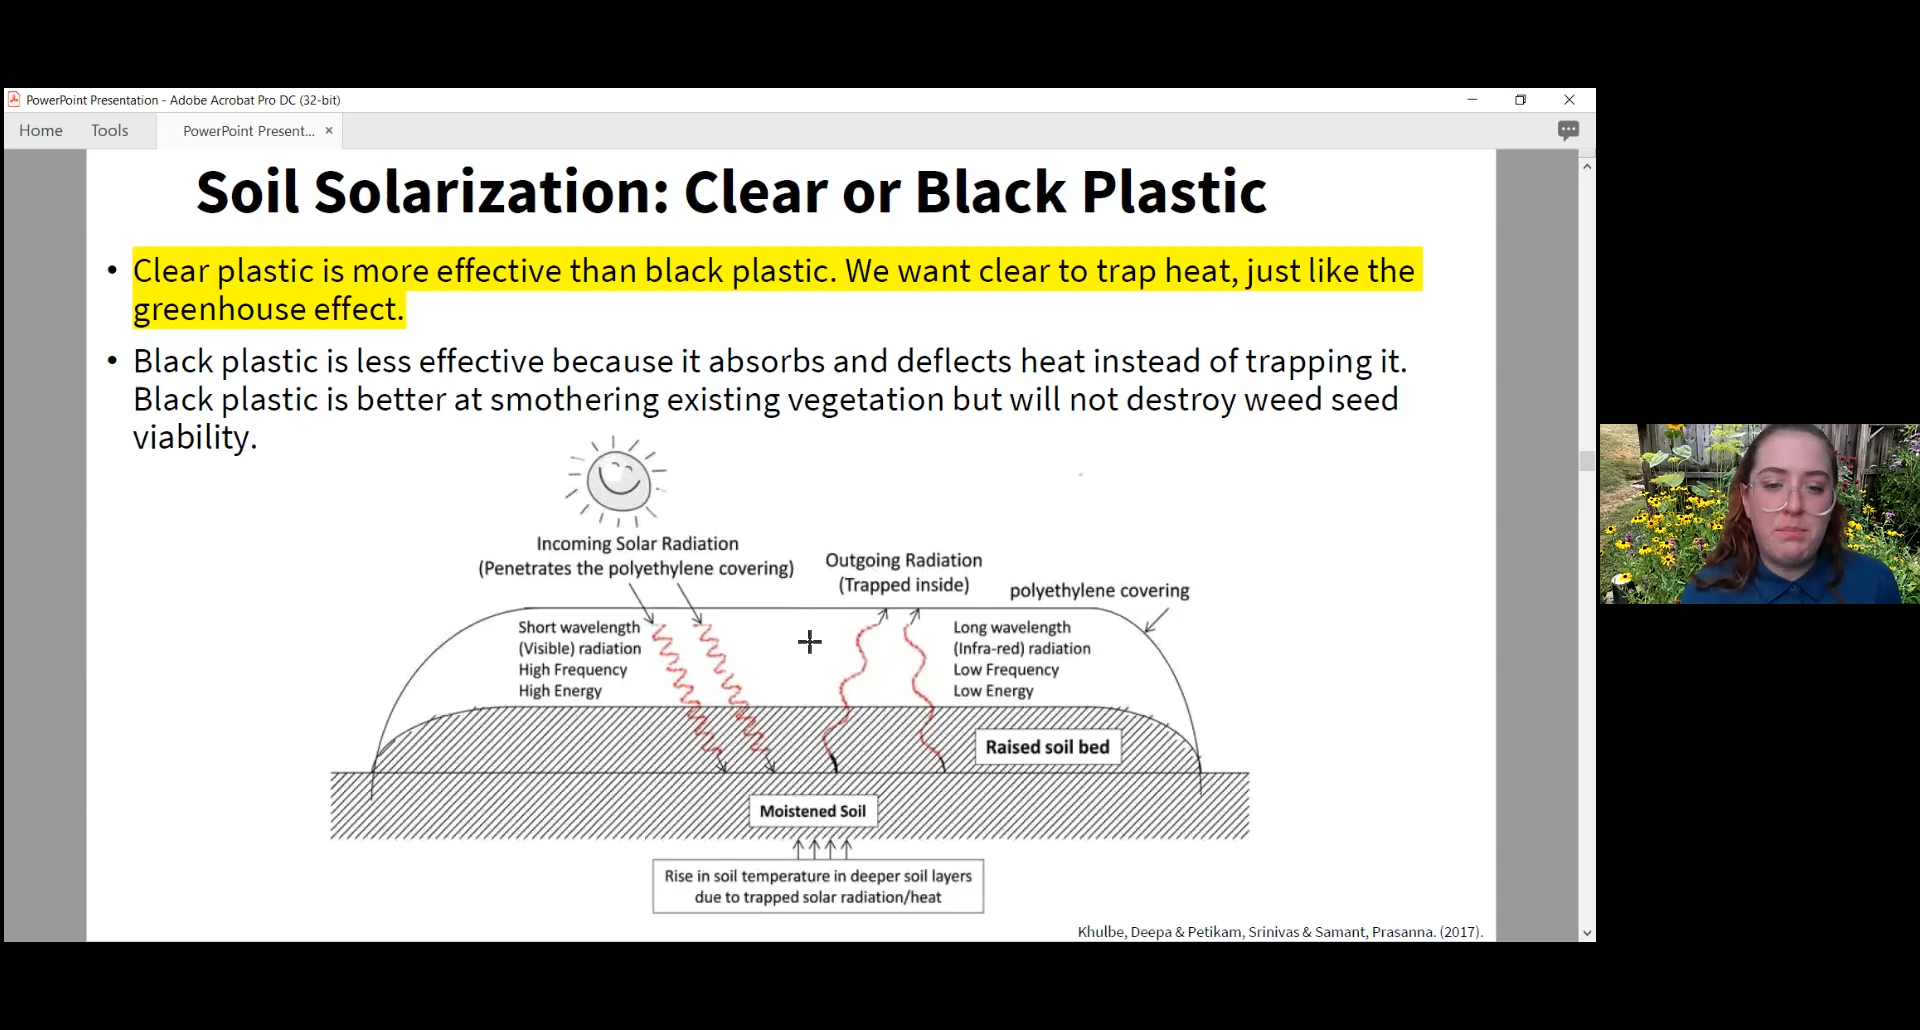 PowerPoint Presentation - Adobe Acrobat Pro DC (32-bit)
Home Tools PowerPoint Present... ×
Soil Solarization: Clear or Black Plastic
• Clear plastic is more effective than black plastic. We want clear to trap heat, just like the
greenhouse effect.
• Black plastic is less effective because it absorbs and deflects heat instead of trapping it.
Black plastic is better at smothering existing vegetation but will not destroy weed seed
viability.
Incoming Solar Radiation
(Penetrates the polyethylene covering)
Outgoing Radiation
(Trapped inside)
polyethylene covering
Short wavelength
(Visible) radiation
High Frequency
High Energy
Long wavelength
(Infra-red) radiation
Low Frequency
Low Energy
Raised soil bed
Moistened Soil
Rise in soil temperature in deeper soil layers
due to trapped solar radiation/heat
Khulbe, Deepa & Petikam, Srinivas & Samant, Prasanna. (2017).